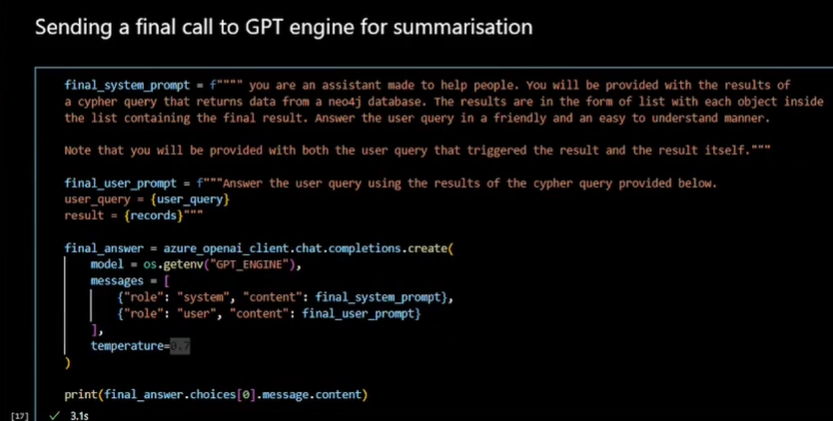 Sending a final call to GPT engine for summarisation
final_system_prompt = f"""" you are an assistant made to help people. You will be provided with the results of
a cypher query that returns data from a neo4j database. The results are in the form of list with each object inside
the list containing the final result. Answer the user query in a friendly and an easy to understand manner.
Note that you will be provided with both the user query that triggered the result and the result itself."""
final_user_prompt = f"""Answer the user query using the results of the cypher query provided below.
user_query = {user_query}
result = {records}"""
final_answer = azure_openai_client.chat.completions.create(
model = os.getenv("GPT_ENGINE"),
messages = [
{"role": "system", "content": final_system_prompt},
{"role": "user", "content": final_user_prompt}
],
temperature=0.7
)
print(final_answer.choices[0].message.content)
[17] ✓ 3.1s